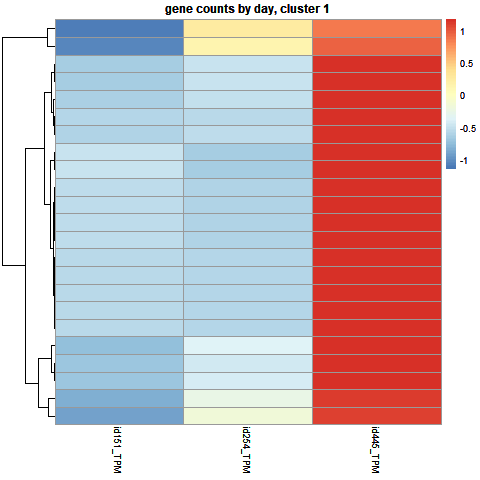 gene counts by day, cluster 1
1
0.5
0
-0.5
-1
id151_TPM
id254_TPM
id445_TPM